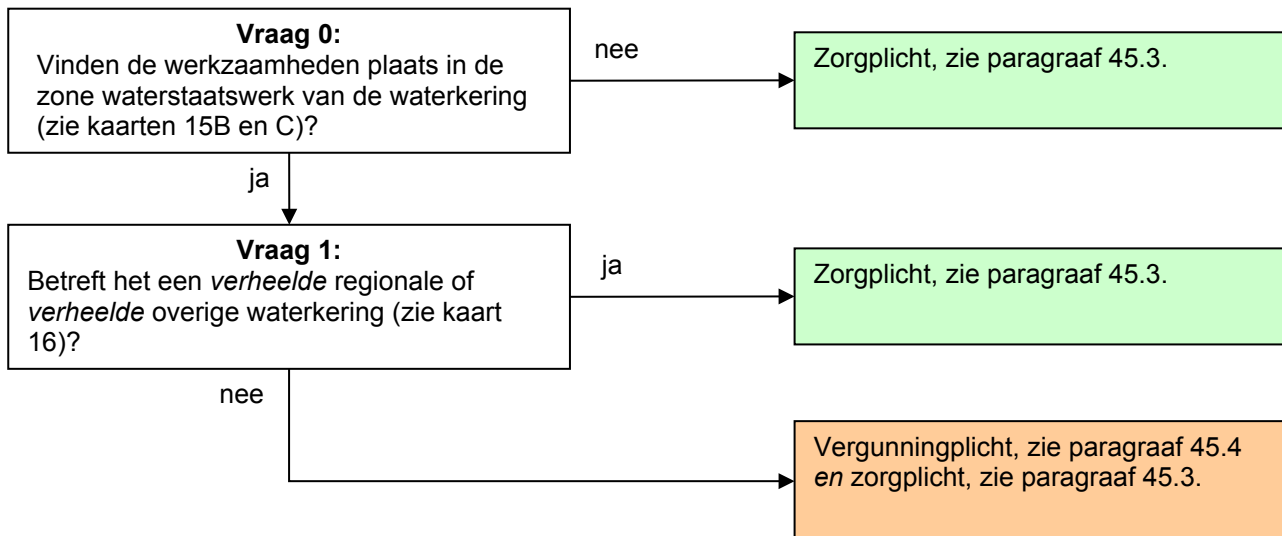 Vraag 0:
Vinden de werkzaamheden plaats in de
zone waterstaatswerk van de waterkering
(zie kaarten 15B en C)?
nee
Zorgplicht, zie paragraaf 45.3.
ja
Vraag 1:
Betreft het een verheelde regionale of
verheelde overige waterkering (zie kaart
16)?
ja
Zorgplicht, zie paragraaf 45.3.
nee
Vergunningplicht, zie paragraaf 45.4
en zorgplicht, zie paragraaf 45.3.